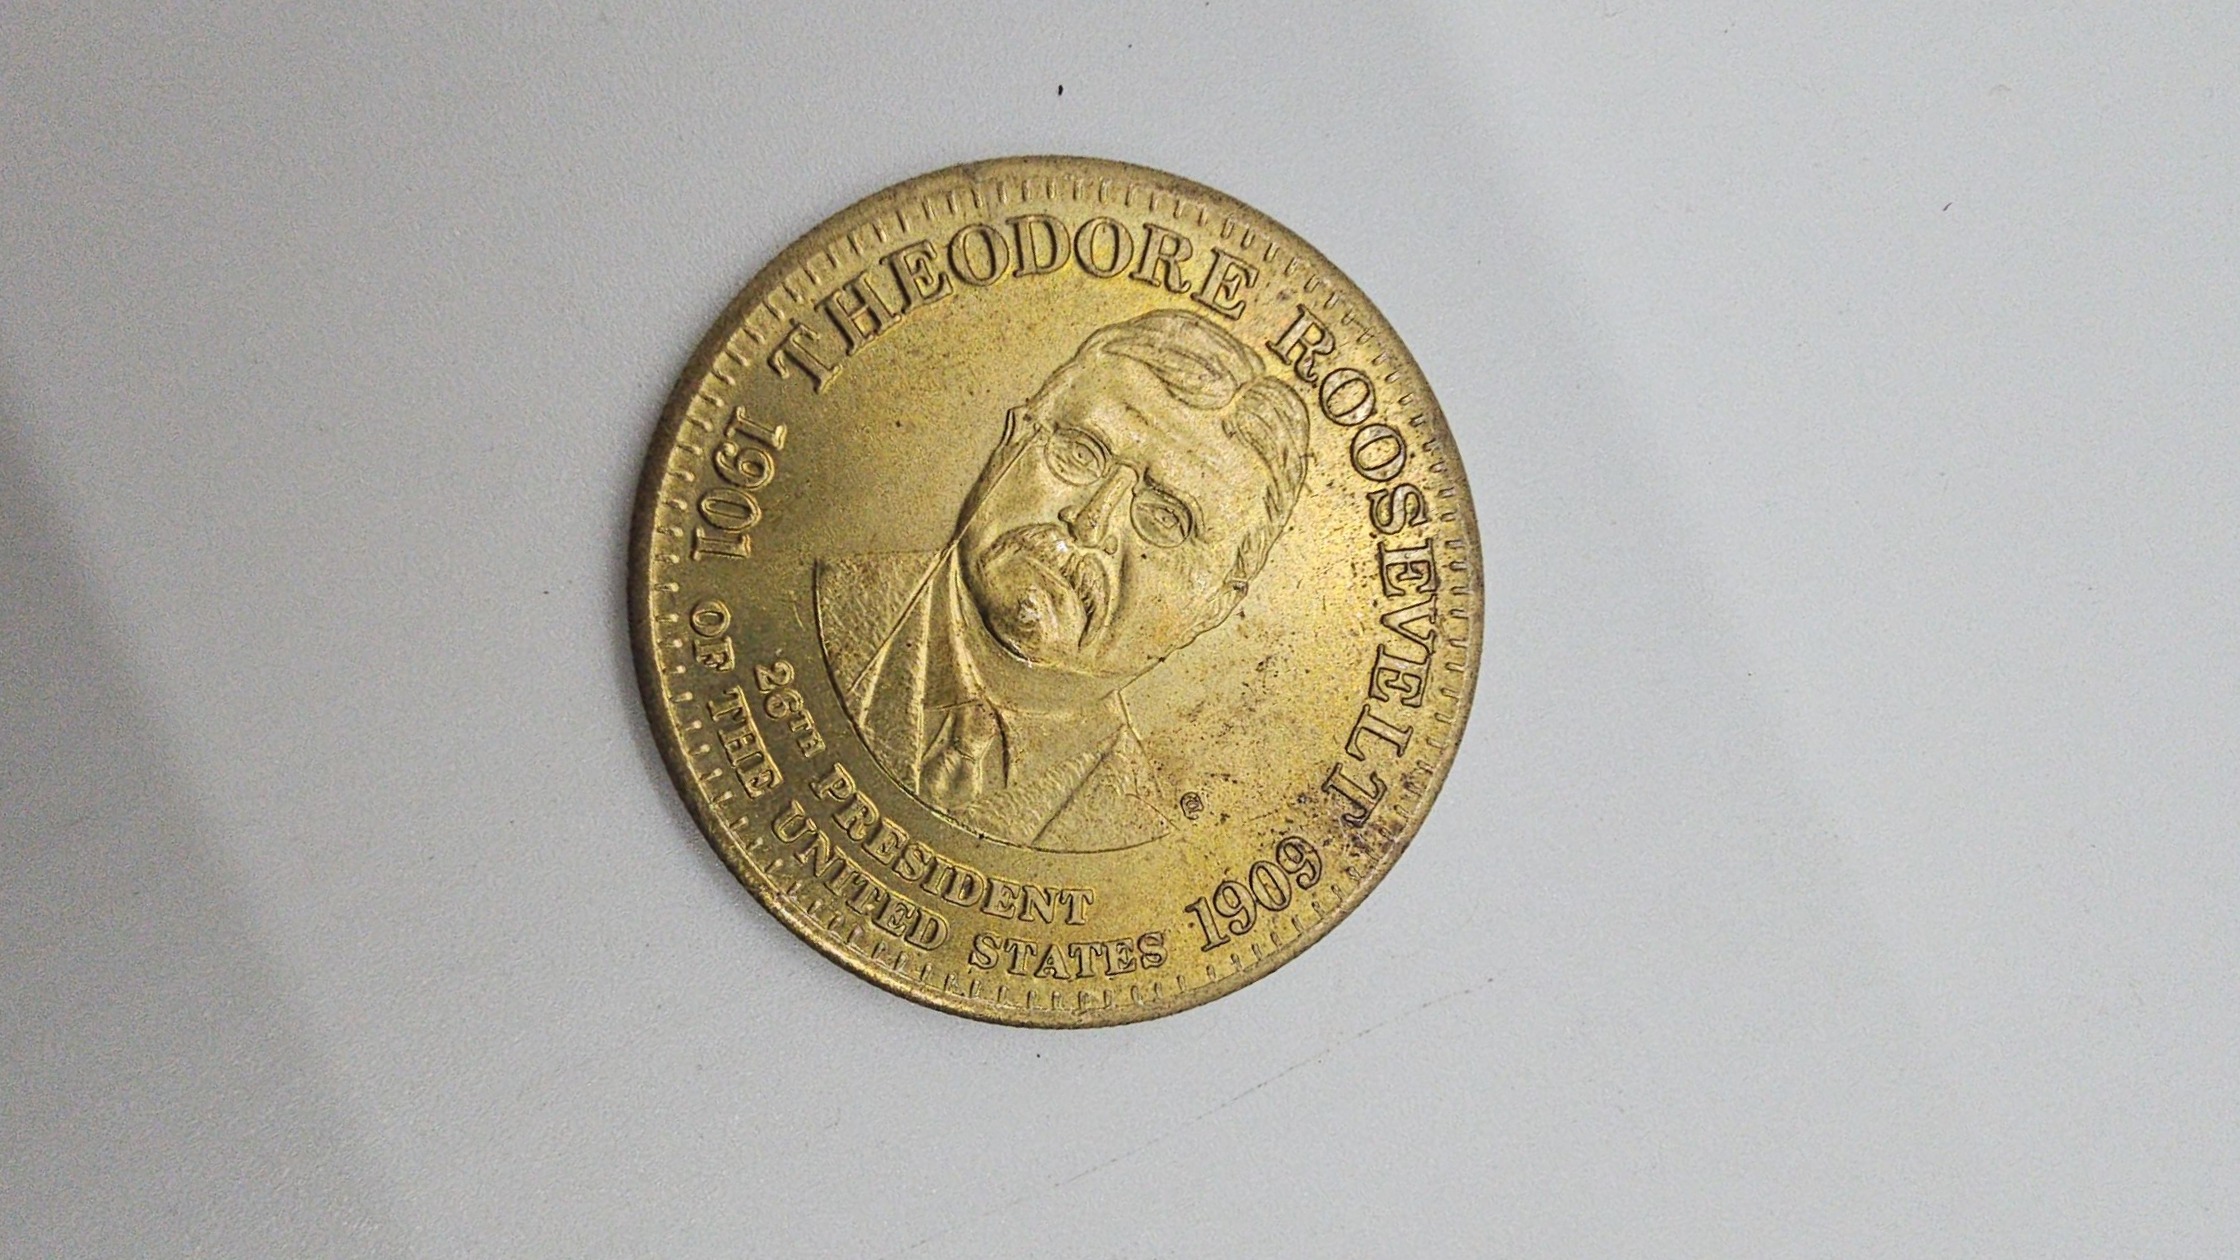 1901 THEODORE ROOSEVELT 1909
26TH PRESIDENT
OF THE UNITED STATES